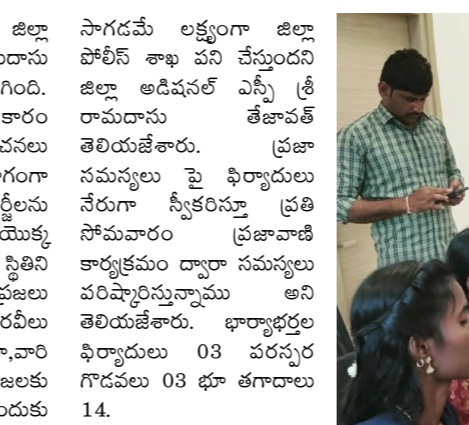 జిల్లా
గింది.
కారం
యొక్క
స్థితిని
జలకు
సాగడమే లక్ష్యంగా జిల్లా
పోలీస్ శాఖ పని చేస్తుందని
జిల్లా అడిషనల్ ఎస్పీ శ్రీ
రామదాసు తేజావత్
తెలియజేశారు. ప్రజా
సమస్యలు పై ఫిర్యాదులు
నేరుగా స్వీకరిస్తూ ప్రతి
సోమవారం ప్రజావాణి
కార్యక్రమం ద్వారా సమస్యలు
పరిష్కారిస్తున్నాము అని
తెలియజేశారు. భార్యాభర్తల
ఫిర్యాదులు 03 పరస్పర
గొడవలు 03 భూ తగాదాలు
14.